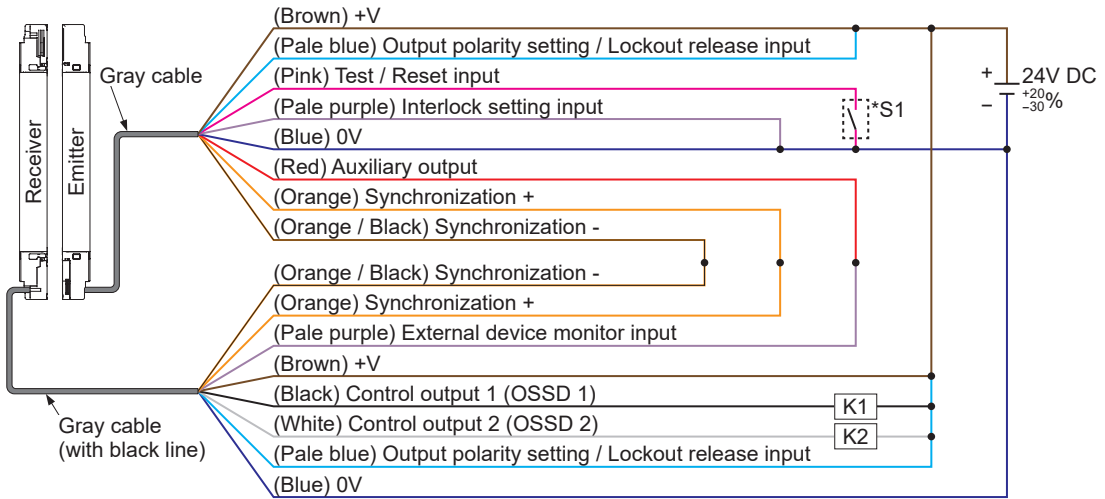 (Brown) +V
(Pale blue) Output polarity setting / Lockout release input
Gray cable
(Pink) Test / Reset input
(Pale purple) Interlock setting input
(Blue) 0V
(Red) Auxiliary output
(Orange) Synchronization +
(Orange / Black) Synchronization -
+
24V DC
+20
−30%
−
*S1
Receiver
Emitter
(Orange / Black) Synchronization -
(Orange) Synchronization +
(Pale purple) External device monitor input
(Brown) +V
(Black) Control output 1 (OSSD 1)
K1
(White) Control output 2 (OSSD 2)
K2
(Pale blue) Output polarity setting / Lockout release input
(Blue) 0V
Gray cable
(with black line)